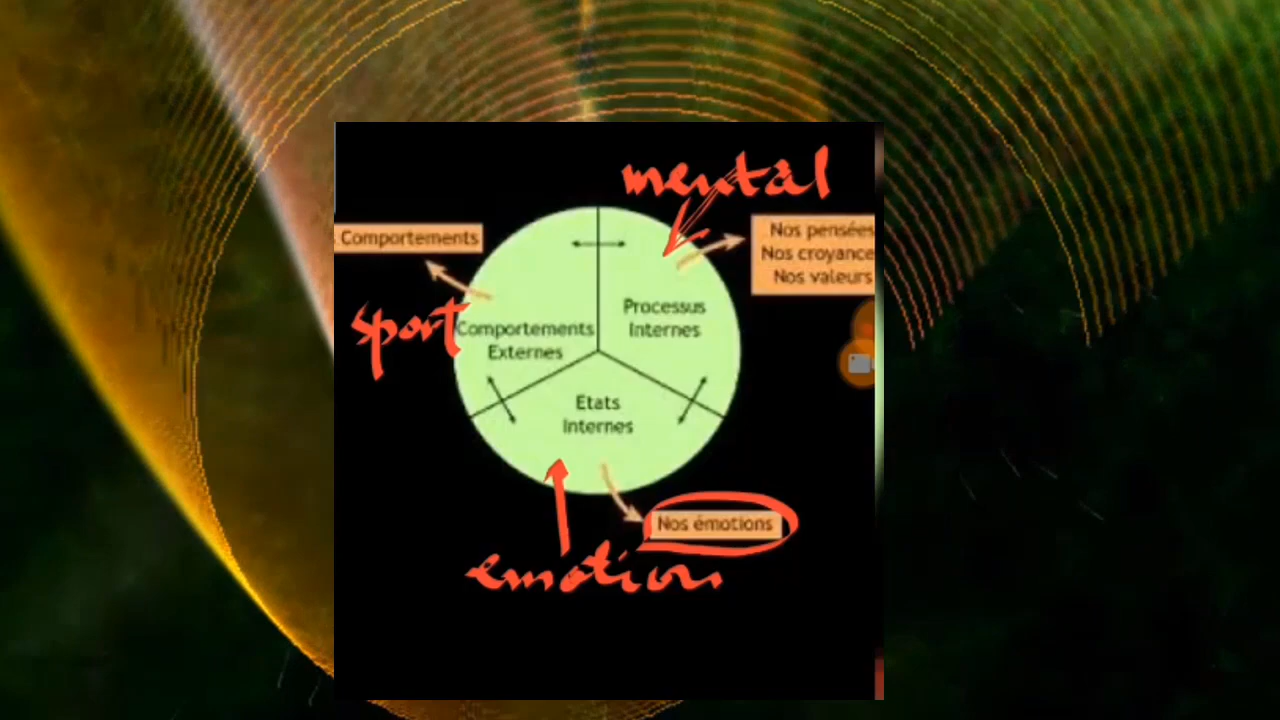 mental
Comportements
Nos pensées
Nos croyance
Nos valeurs
sport
Comportements
Externes
Processus
Internes
Etats
Internes
Nos émotions
emotion